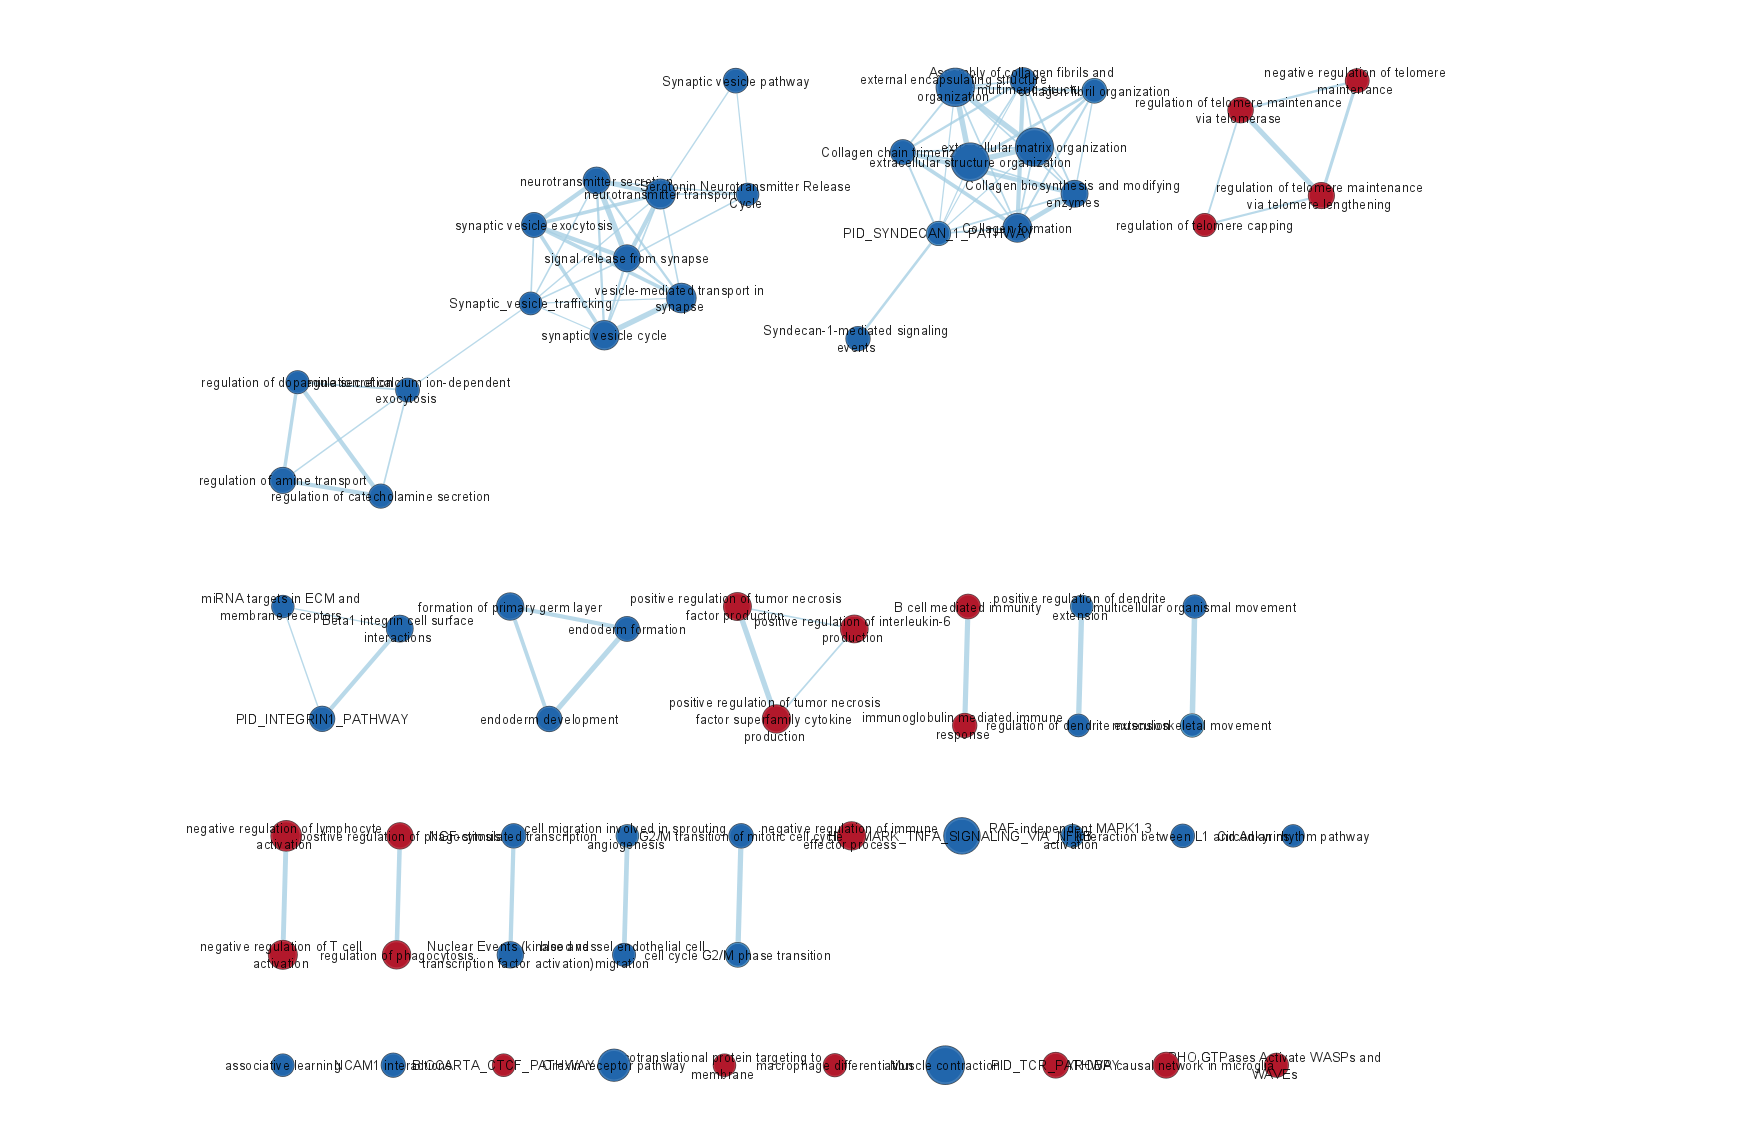 Synaptic vesicle pathway
neurotransmitter secretion
neurotransmitter transport
Serotonin Neurotransmitter Release
Cycle
synaptic vesicle exocytosis
signal release from synapse
Synaptic_vesicle_trafficking
vesicle-mediated transport in
synapse
synaptic vesicle cycle
external encapsulating structure
organization
of collagen fibrils and
collagen fibril organization
Collagen chain
extracellular matrix organization
extracellular structure organization
Collagen biosynthesis and modifying
enzymes
PID_SYNDECAN_1_PATHWAY
Collagen formation
Syndecan-1-mediated signaling
events
negative regulation of telomere
maintenance
regulation of telomere maintenance
via telomerase
regulation of telomere maintenance
via telomere lengthening
regulation of telomere capping
regulation of dopamine secretion
regulation of calcium ion-dependent
exocytosis
regulation of amine transport
regulation of catecholamine secretion
miRNA targets in ECM and
membrane receptors
Beta1 integrin cell surface
interactions
PID_INTEGRIN1_PATHWAY
formation of primary germ layer
endoderm formation
endoderm development
positive regulation of tumor necrosis
factor production
positive regulation of interleukin-6
production
positive regulation of tumor necrosis
factor superfamily cytokine
production
B cell mediated immunity
immunoglobulin mediated immune
response
positive regulation of dendrite
extension
regulation of dendrite extension
multicellular organismal movement
musculoskeletal movement
negative regulation of lymphocyte
activation
positive regulation of phagocytosis
NGF-stimulated transcription
cell migration involved in sprouting
angiogenesis
G2/M transition of mitotic cell cycle
negative regulation of immune
effector process
HALLMARK_TNFA_SIGNALING_VIA_NFKB
RAF-independent MAPK1.3
activation
Interaction between L1 and Ankyrins
Circadian rhythm pathway
negative regulation of T cell
activation
regulation of phagocytosis
Nuclear Events (kinase and
transcription factor activation)
blood vessel endothelial cell
migration
cell cycle G2/M phase transition
associative learning
NCAM1 interactions
BIOCARTA_CTCF_PATHWAY
Orexin receptor pathway
cotranslational protein targeting to
membrane
macrophage differentiation
Muscle contraction
PID_TCR_PATHWAY
TYROBP causal network in microglia
RHO GTPases Activate WASPs and
WAVEs